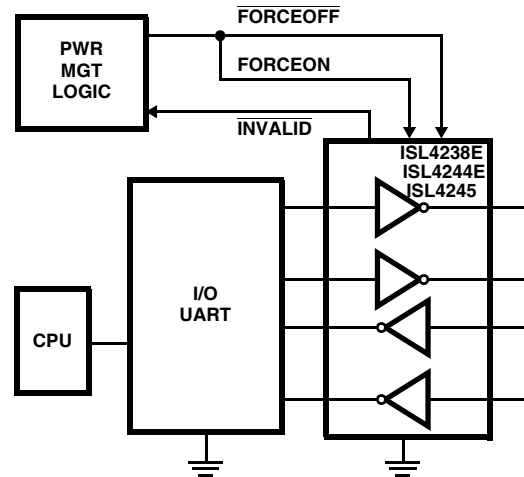 FORCEOFF
PWR
MGT
LOGIC
FORCEON
INVALID
ISL4238E
ISL4244E
ISL4245
I/O
UART
CPU